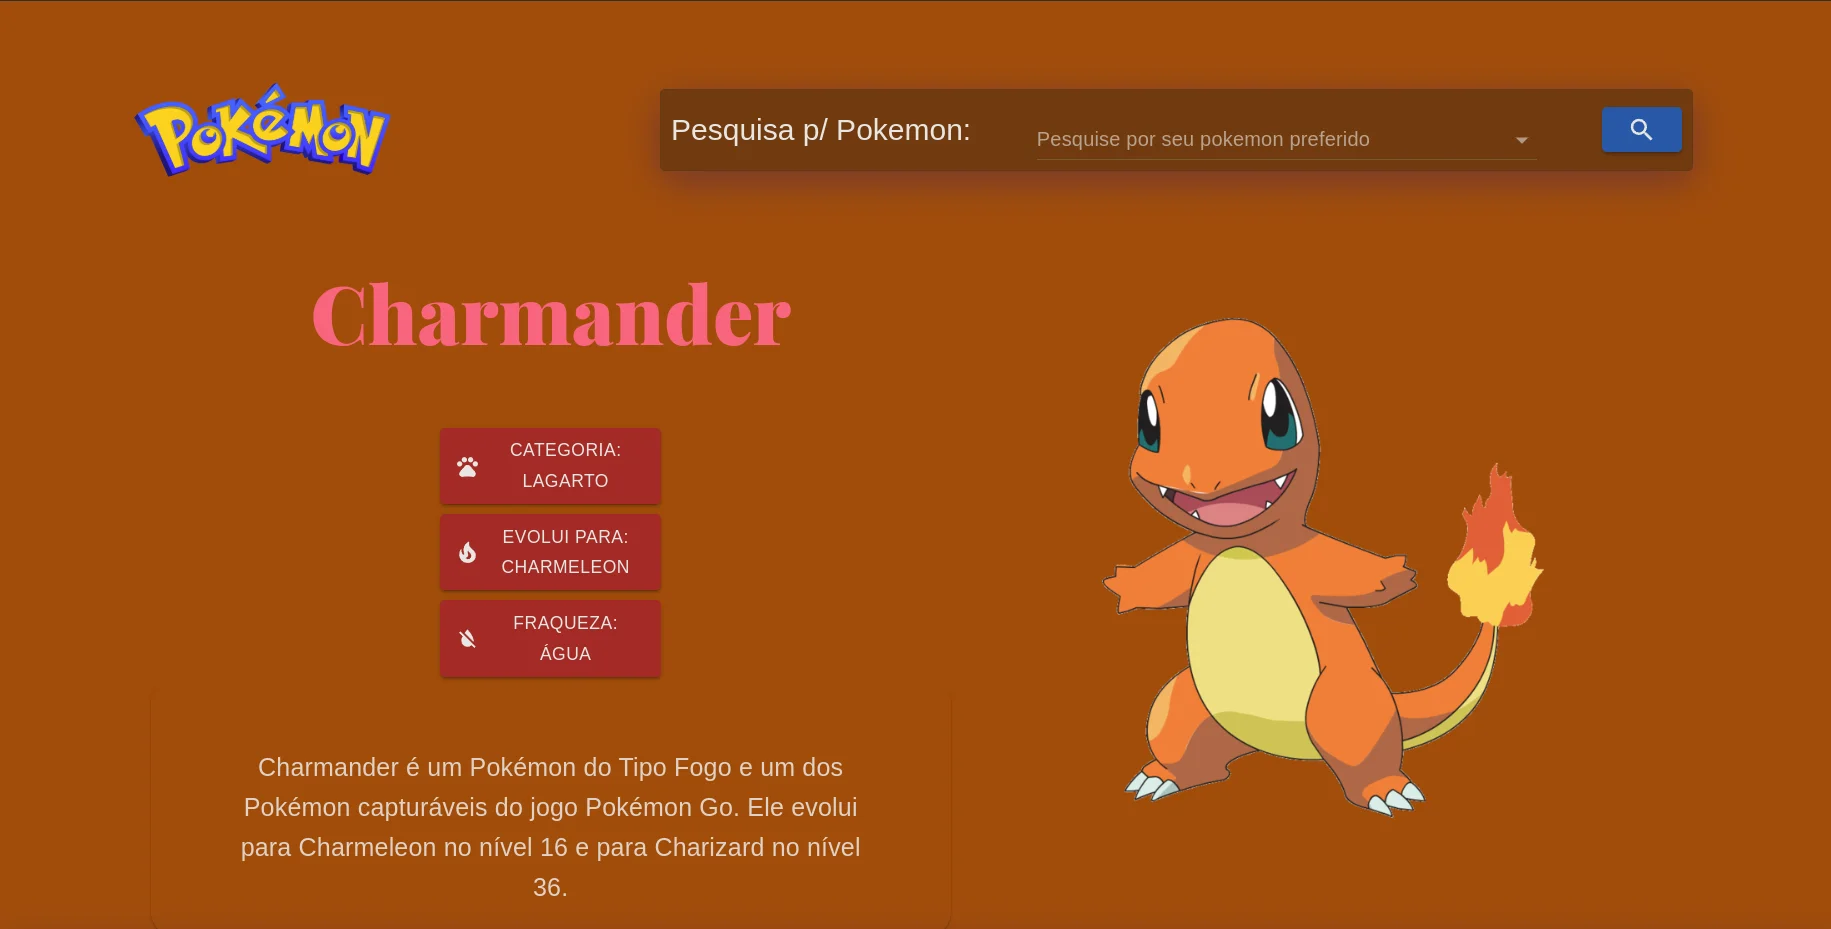 POKéMON
Pesquisa p/ Pokemon:
Pesquise por seu pokemon preferido
Charmander
CATEGORIA:
LAGARTO
EVOLUI PARA:
CHARMELEON
FRAQUEZA:
ÁGUA
Charmander é um Pokémon do Tipo Fogo e um dos
Pokémon capturáveis do jogo Pokémon Go. Ele evolui
para Charmeleon no nível 16 e para Charizard no nível
36.